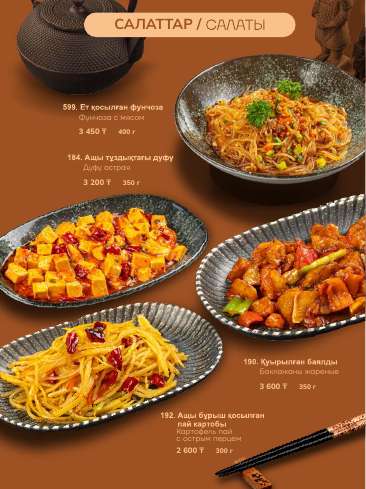 САЛАТТАР / САЛАТЫ
599. Ет қосылған фунчоза
Фунчоза с мясом
3 450 ₸ 400 г
184. Ащы тұздықтағы дуфу
Дуфу острая
3 200 ₸ 350 г
190. Қуырылған баялды
Баклажаны жареные
3 600 ₸ 350 г
192. Ащы бұрыш қосылған
пай картобы
Картофель пай
с острым перцем
2 600 ₸ 300 г